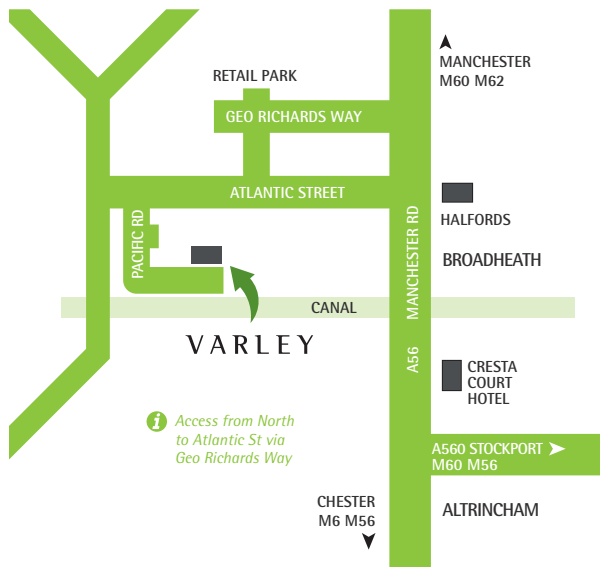 MANCHESTER
M60 M62
RETAIL PARK
GEO RICHARDS WAY
ATLANTIC STREET
HALFORDS
PACIFIC RD
MANCHESTER RD
BROADHEATH
CANAL
VARLEY
A56
CRESTA
COURT
HOTEL
i Access from North
to Atlantic St via
Geo Richards Way
A560 STOCKPORT
M60 M56
CHESTER
M6 M56
ALTRINCHAM